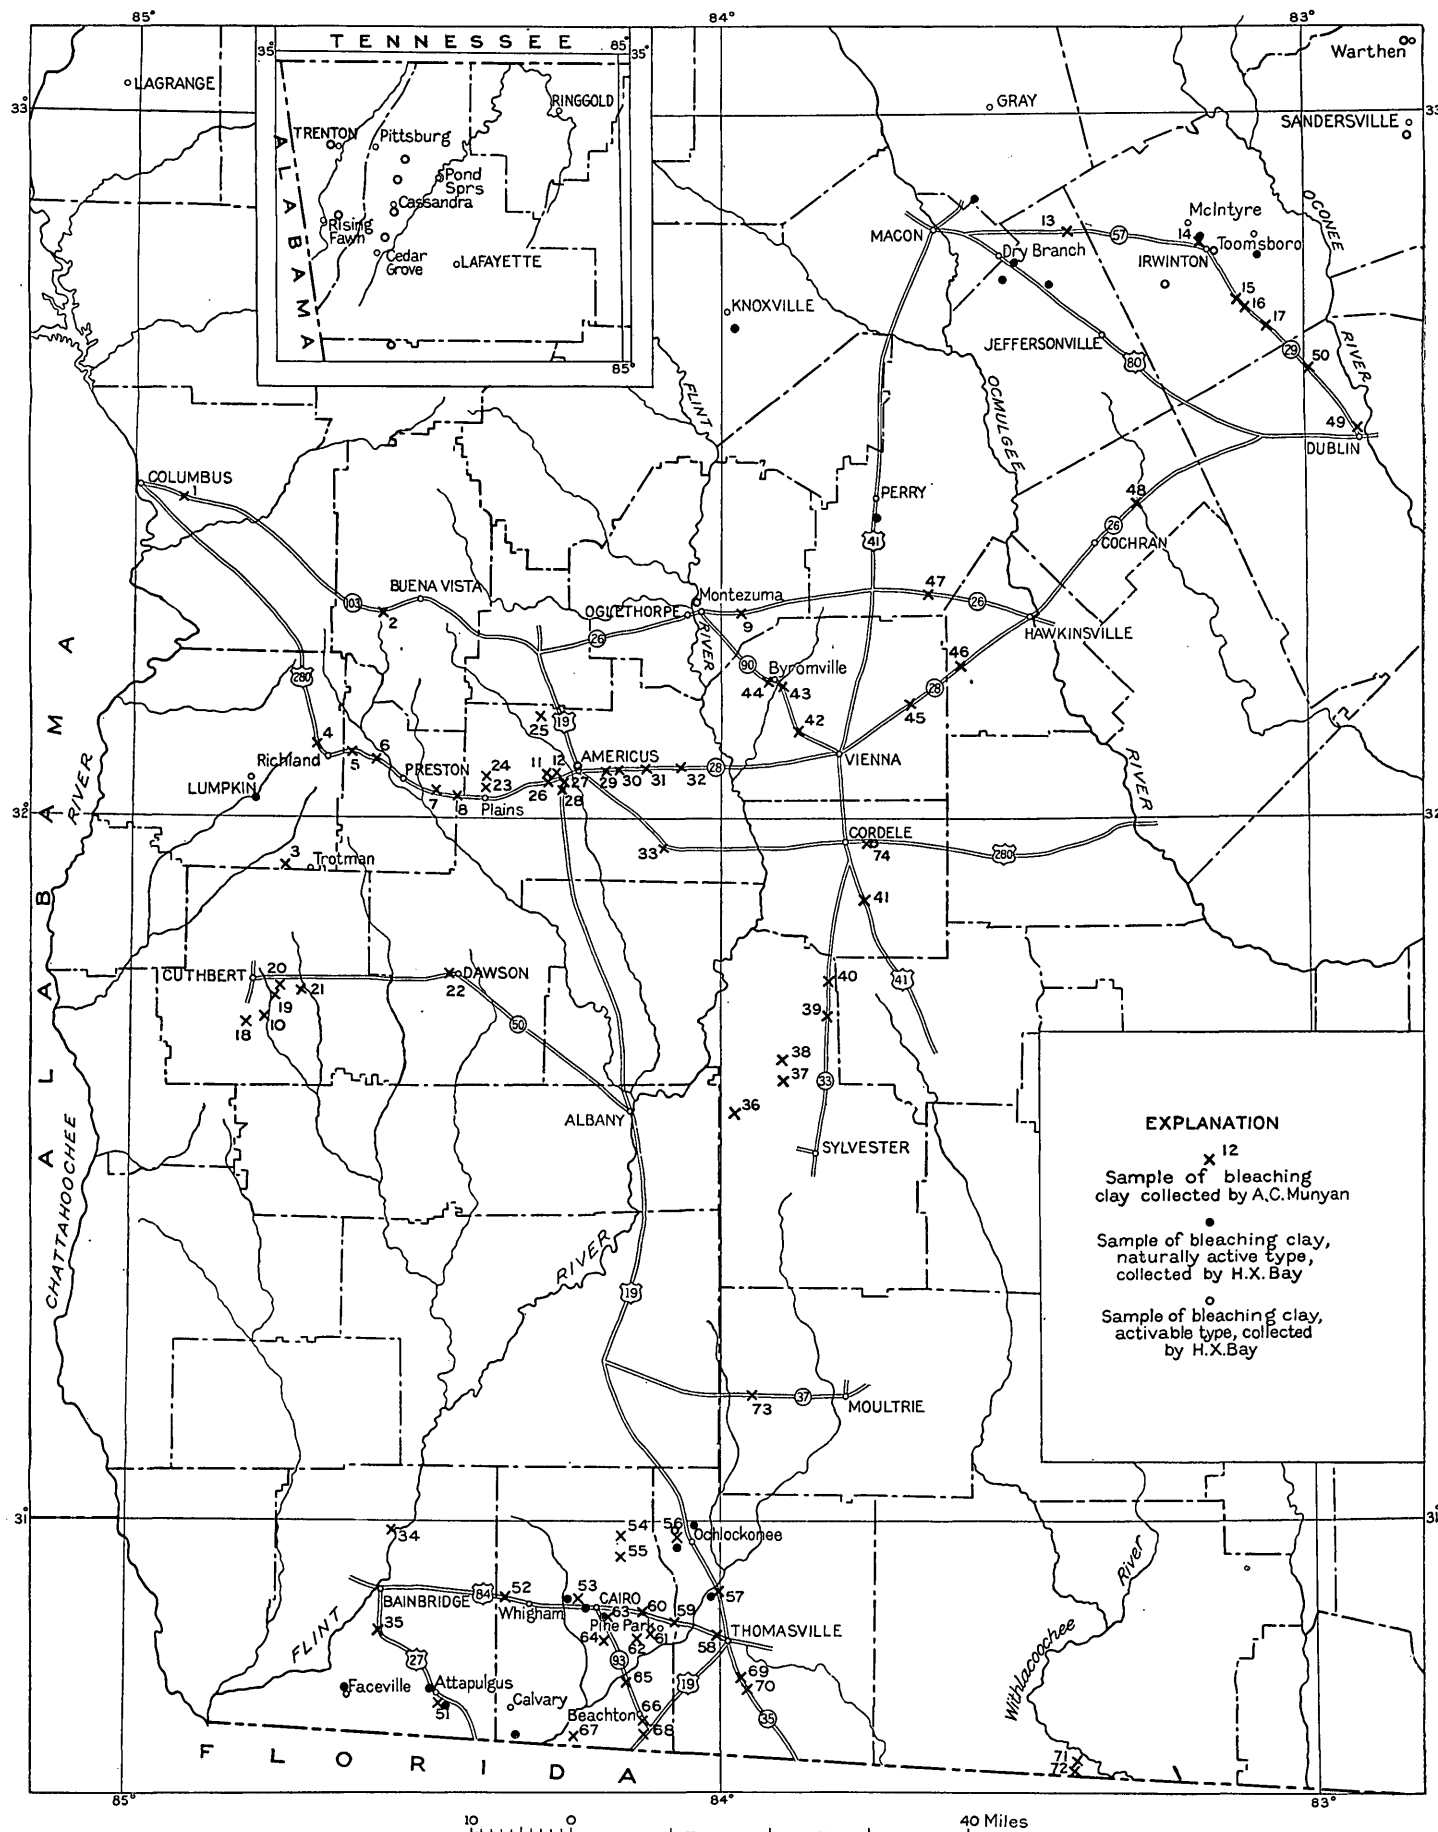 85°
84°
83°
TENNESSEE
35°
85°
35°
Warthen
LAGRANGE
RINGGOLD
GRAY
33°
33
SANDERSVILLE
TRENTON
Pittsburg
ALABAMA
Pond
Sprs
Cassandra
OCONEE
McIntyre
Rising
Fawn
13
57
14
Toomsboro
MACON
Dry Branch
Cedar
Grove
LAFAYETTE
IRWINTON
15
16
KNOXVILLE
17
JEFFERSONVILLE
29
RIVER
80
50
85°
FLINT
OCMULGEE
49
DUBLIN
COLUMBUS
1
PERRY
48
26
41
COCHRAN
BUENA VISTA
Montezuma
47
103
26
2
OGLETHORPE
9
26
HAWKINSVILLE
RIVER
90
Byromville
46
280
44
43
28
25
19
42
45
4
6
AMERICUS
RIVER
Richland
5
24
11
12
28
VIENNA
PRESTON
23
27
29
30
31
32
LUMPKIN
26
7
8
Plains
28
RIVER
32°
32
CORDELE
33
74
280
3
Trotman
41
ALABAMA
CUTHBERT
20
DAWSON
40
21
22
41
19
39
18
10
50
38
37
33
36
ALBANY
SYLVESTER
CHATTAHOOCHEE
RIVER
EXPLANATION
12
Sample of bleaching
clay collected by A.C.Munyan
Sample of bleaching clay,
naturally active type,
collected by H.X.Bay
Sample of bleaching clay,
activable type, collected
by H.X.Bay
19
37
73
MOULTRIE
31°
31
34
54
56
Ochlockonee
55
River
84
52
53
57
BAINBRIDGE
CAIRO
Whigham
63
60
59
35
Pine Park
THOMASVILLE
FLINT
64
62
61
58
Withlacoochee
27
93
69
Faceville
Attapulgus
65
19
70
51
Calvary
66
Beachton
35
67
68
71
72
FLORIDA
85°
84°
83°
10
0
40 Miles